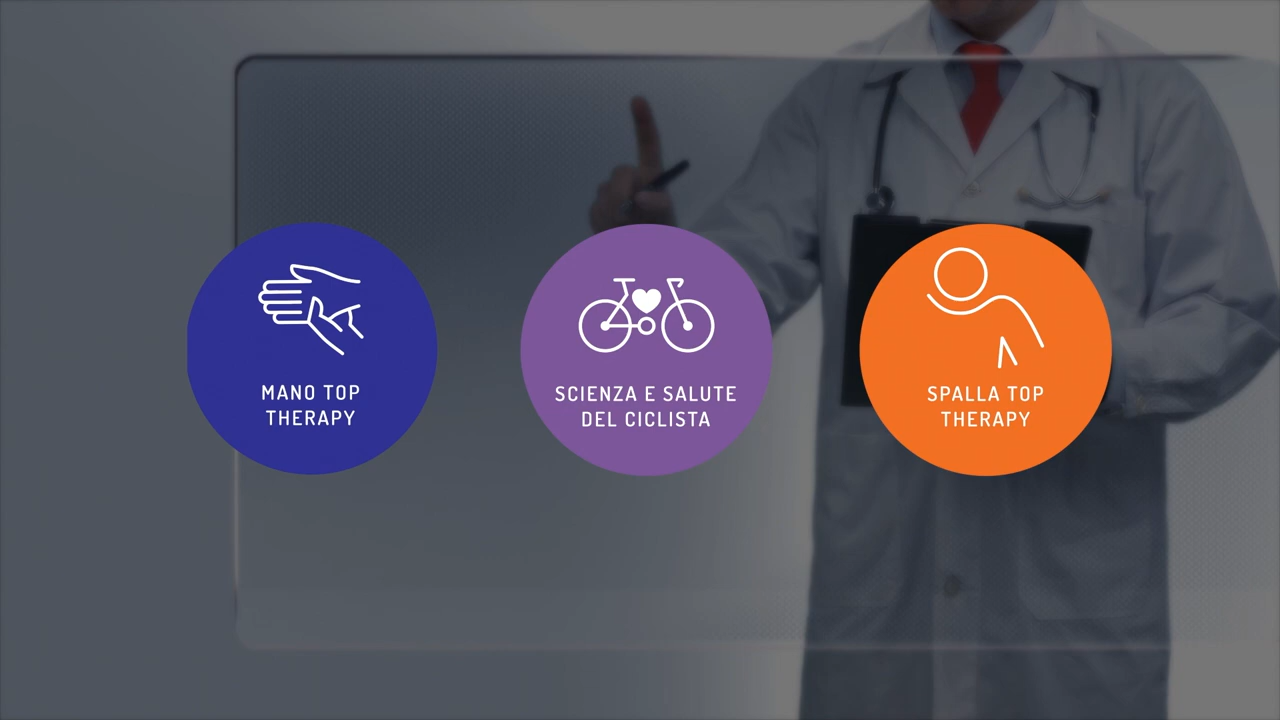 MANO TOP
THERAPY
SCIENZA E SALUTE
DEL CICLISTA
SPALLA TOP
THERAPY